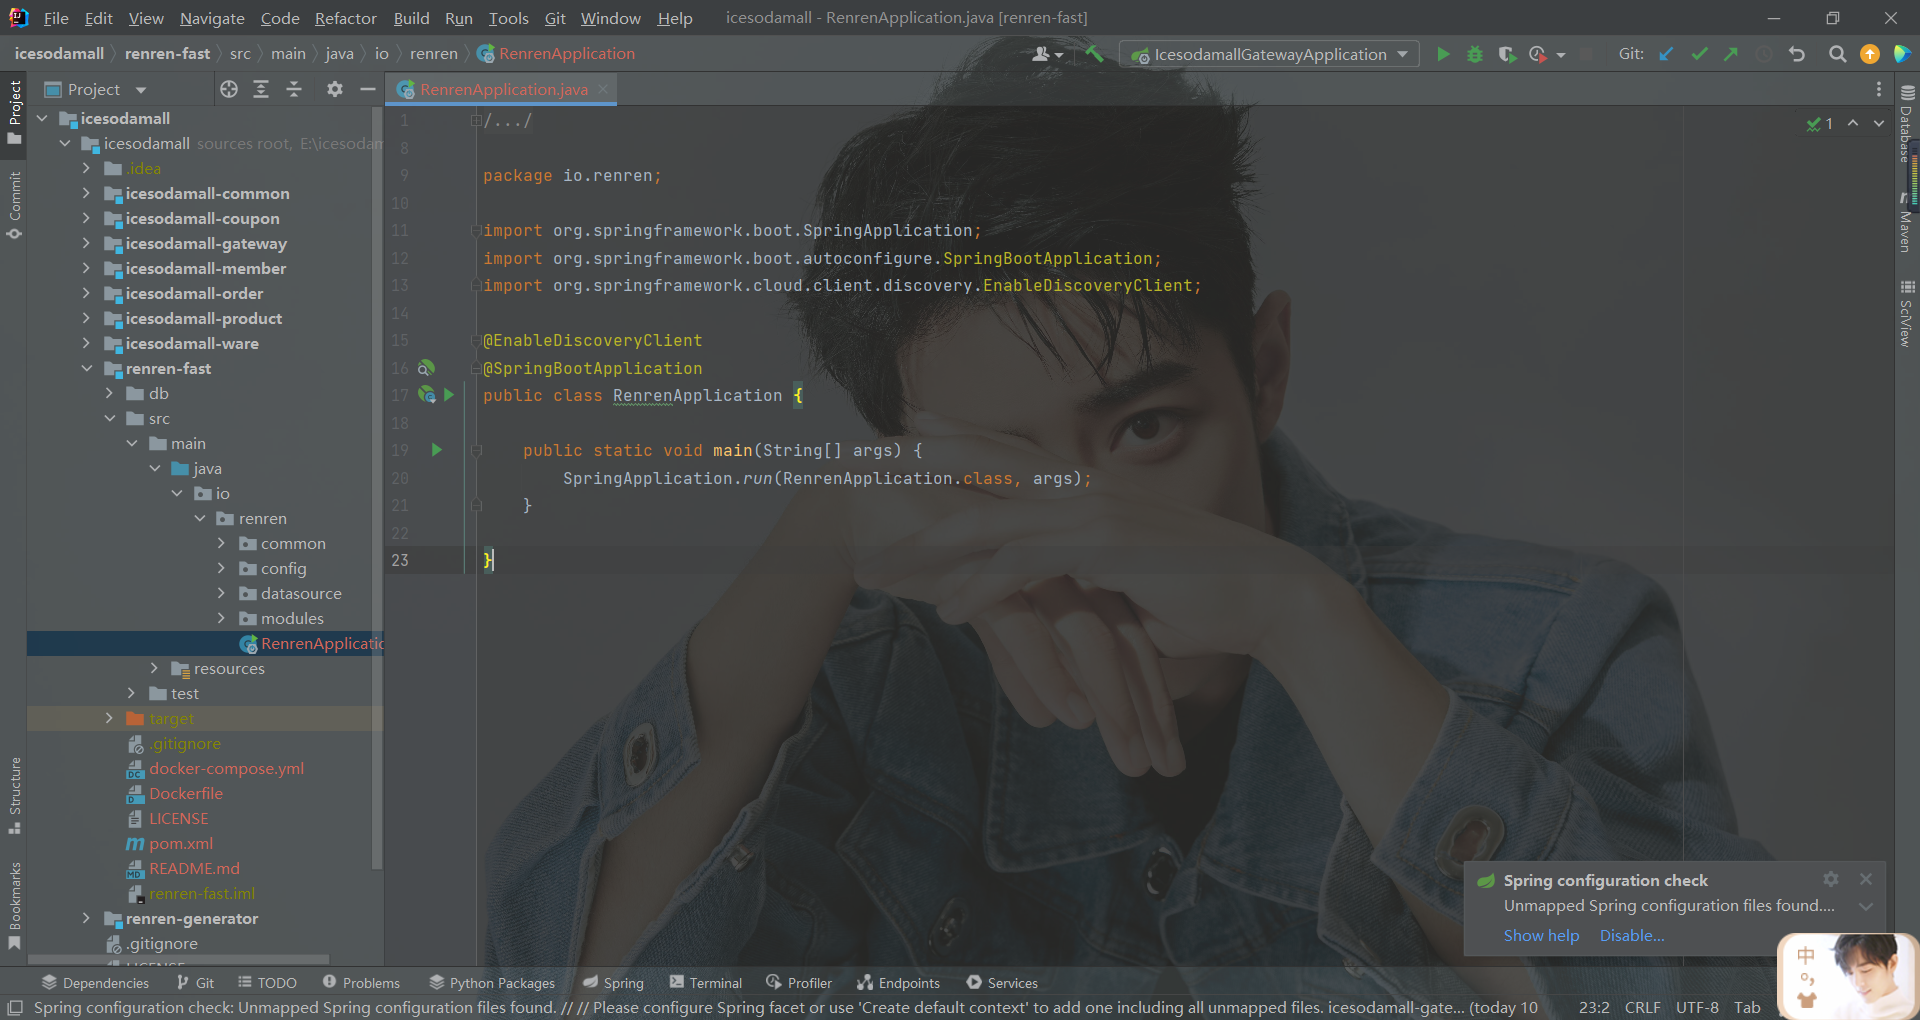 File Edit View Navigate Code Refactor Build Run Tools Git Window Help icesodamall - RenrenApplication.java [renren-fast]
icesodamall renren-fast src main java io renren RenrenApplication IcesodamallGatewayApplication Git:
Project
RenrenApplication.java
Project
Commit
Structure
Bookmarks
icesodamall
icesodamall sources root, E:\icesodam
.idea
icesodamall-common
icesodamall-coupon
icesodamall-gateway
icesodamall-member
icesodamall-order
icesodamall-product
icesodamall-ware
renren-fast
db
src
main
java
io
renren
common
config
datasource
modules
RenrenApplicatio
resources
test
target
.gitignore
docker-compose.yml
Dockerfile
LICENSE
pom.xml
README.md
renren-fast.iml
renren-generator
.gitignore
LICENSE
1 /.../
8
9 package io.renren;
10
11 import org.springframework.boot.SpringApplication;
12 import org.springframework.boot.autoconfigure.SpringBootApplication;
13 import org.springframework.cloud.client.discovery.EnableDiscoveryClient;
14
15 @EnableDiscoveryClient
16 @SpringBootApplication
17 public class RenrenApplication {
18
19 public static void main(String[] args) {
20 SpringApplication.run(RenrenApplication.class, args);
21 }
22
23 }
1
Database
Maven
SciView
Spring configuration check
Unmapped Spring configuration files found....
Show help Disable...
中
Dependencies Git TODO Problems Python Packages Spring Terminal Profiler Endpoints Services
Spring configuration check: Unmapped Spring configuration files found. // // Please configure Spring facet or use 'Create default context' to add one including all unmapped files. icesodamall-gate... (today 10 23:2 CRLF UTF-8 Tab